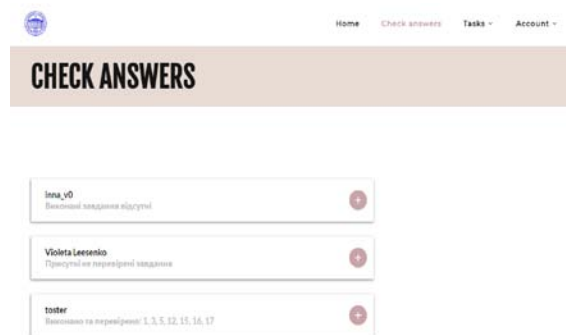 Home Check answers Tasks Account
CHECK ANSWERS
inna_v0
Виконані завдання відсутні
Violeta Leesenko
Присутні не перевірені завдання
toster
Виконано та перевірено: 1, 3, 5, 12, 15, 16, 17